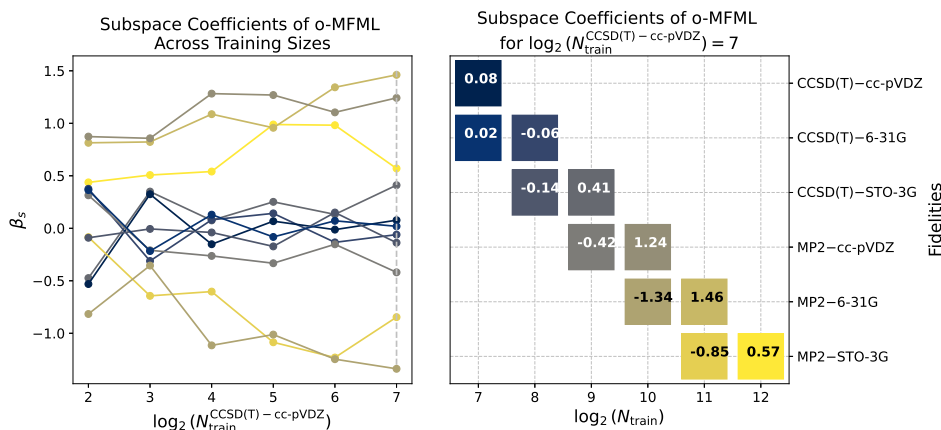 Subspace Coefficients of o-MFML
Across Training Sizes
1.5
1.0
0.5
0.0
−0.5
−1.0
β_s
2 3 4 5 6 7
log₂ (N_train^CCSD(T)−cc-pVDZ)
Subspace Coefficients of o-MFML
for log₂ (N_train^CCSD(T)−cc-pVDZ) = 7
0.08 CCSD(T)−cc-pVDZ
0.02 -0.06 CCSD(T)−6-31G
-0.14 0.41 CCSD(T)−STO-3G
-0.42 1.24 MP2−cc-pVDZ
-1.34 1.46 MP2−6-31G
-0.85 0.57 MP2−STO-3G
Fidelities
7 8 9 10 11 12
log₂ (N_train)